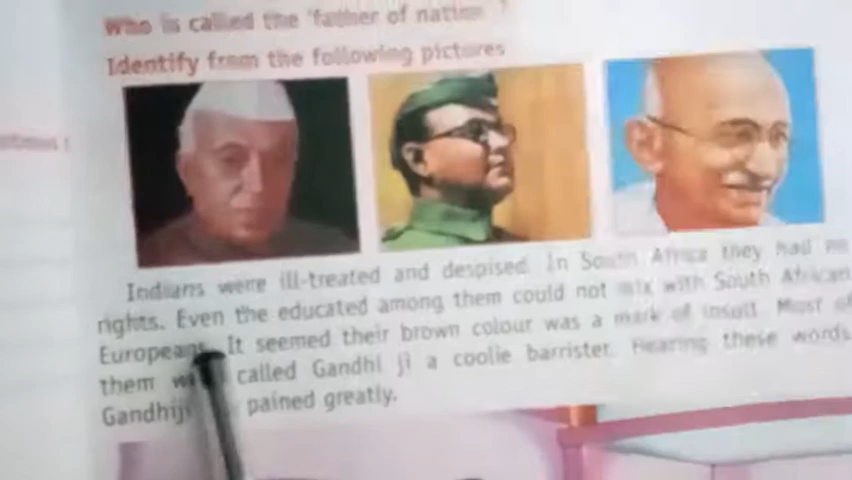 Who is called the 'father of nation' ?
Identify from the following pictures
Indians were ill-treated and despised. In South Africa they had no
rights. Even the educated among them could not mix with South African
Europeans. It seemed their brown colour was a mark of insult. Most of
them called Gandhi ji a coolie barrister. Hearing these words
Gandhiji pained greatly.